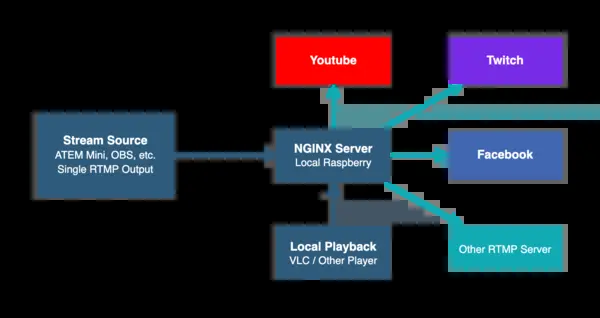 Youtube
Twitch
Stream Source
ATEM Mini, OBS, etc.
Single RTMP Output
NGINX Server
Local Raspberry
Facebook
Local Playback
VLC / Other Player
Other RTMP Server